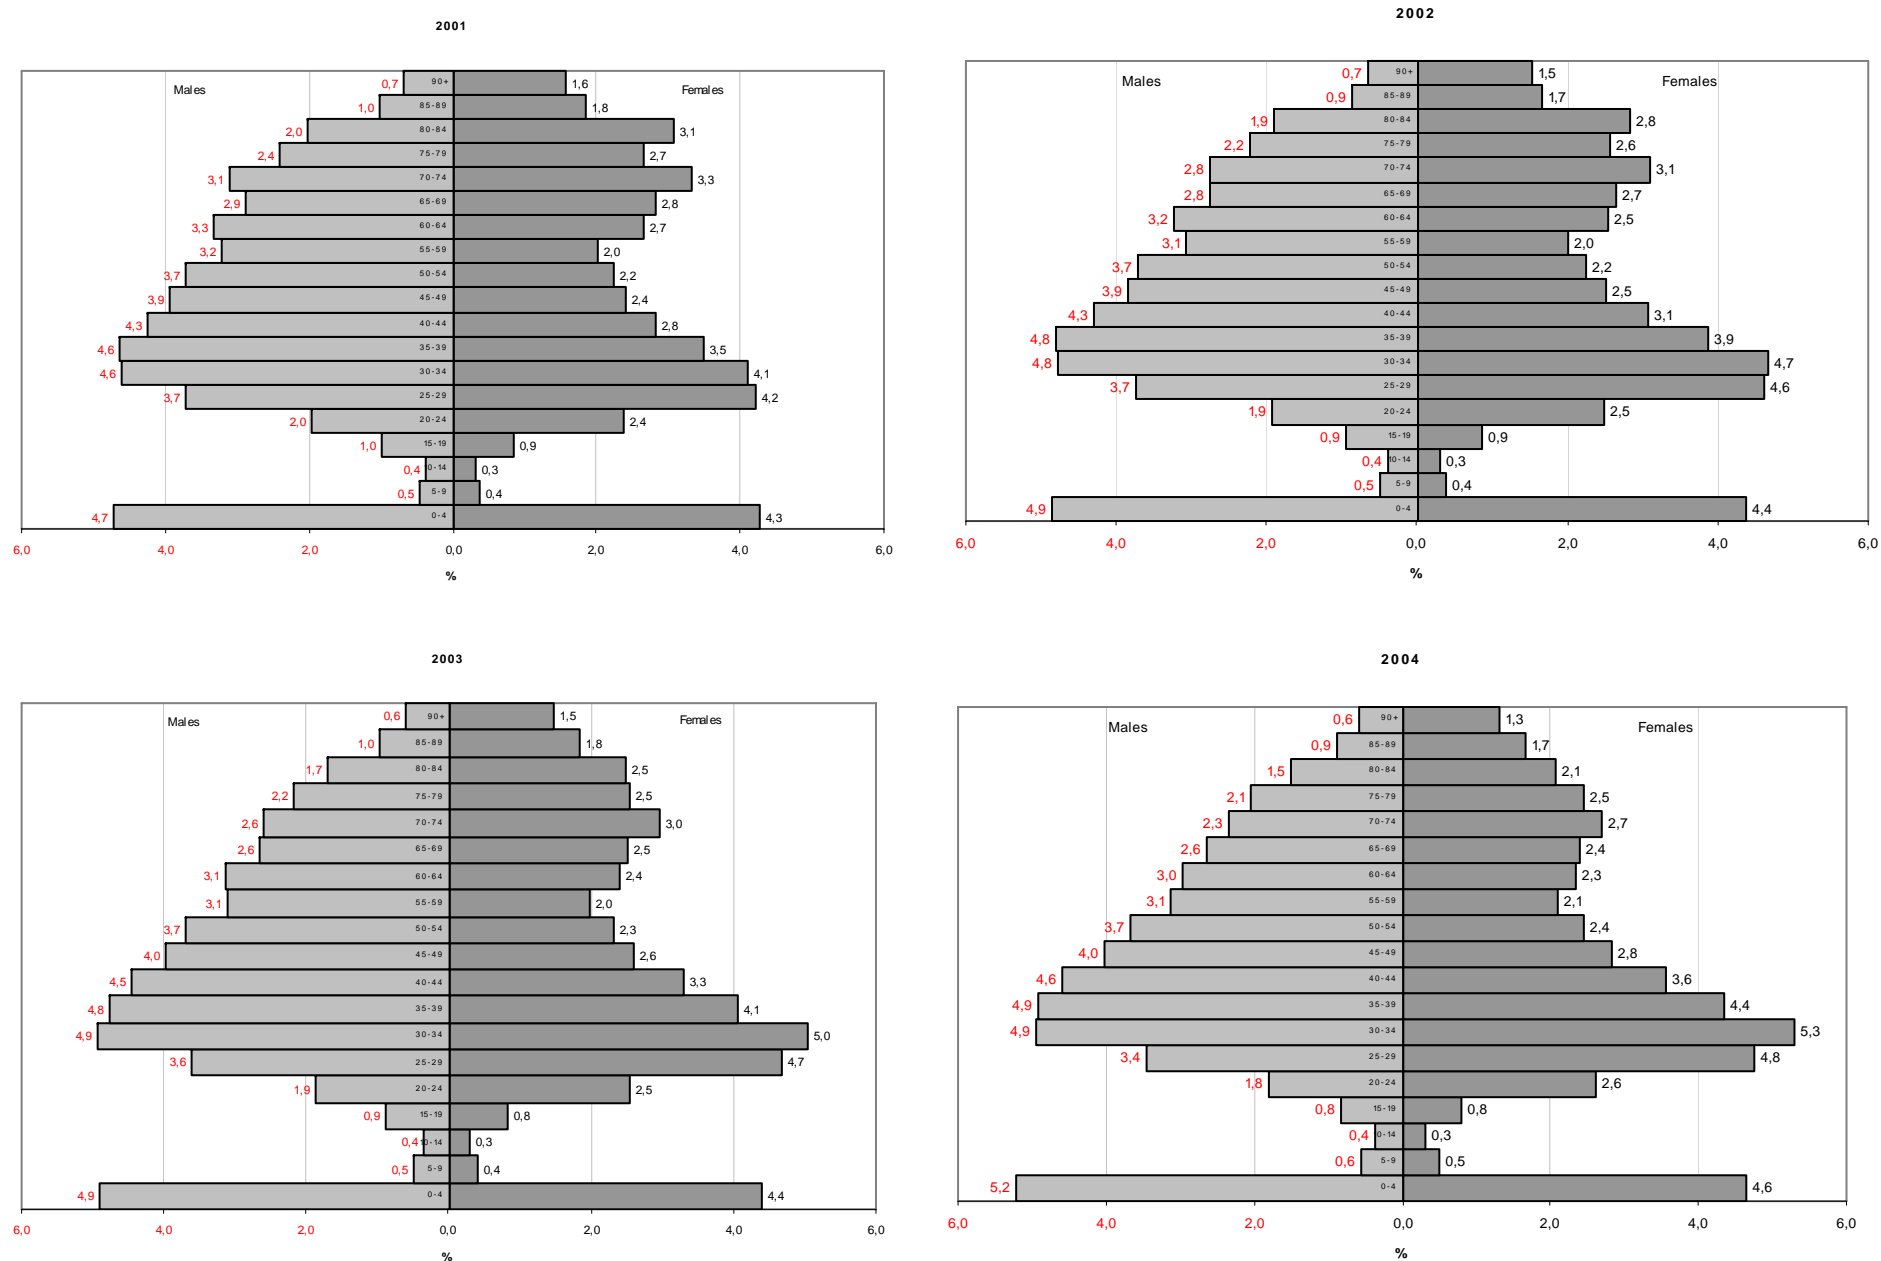 2001
Males
Females
0,7 90+ 1,6
1,0 85-89 1,8
2,0 80-84 3,1
2,4 75-79 2,7
3,1 70-74 3,3
2,9 65-69 2,8
3,3 60-64 2,7
3,2 55-59 2,0
3,7 50-54 2,2
3,9 45-49 2,4
4,3 40-44 2,8
4,6 35-39 3,5
4,6 30-34 4,1
3,7 25-29 4,2
2,0 20-24 2,4
1,0 15-19 0,9
0,4 10-14 0,3
0,5 5-9 0,4
4,7 0-4 4,3
6,0 4,0 2,0 0,0 2,0 4,0 6,0
%
2002
Males
Females
0,7 90+ 1,5
0,9 85-89 1,7
1,9 80-84 2,8
2,2 75-79 2,6
2,8 70-74 3,1
2,8 65-69 2,7
3,2 60-64 2,5
3,1 55-59 2,0
3,7 50-54 2,2
3,9 45-49 2,5
4,3 40-44 3,1
4,8 35-39 3,9
4,8 30-34 4,7
3,7 25-29 4,6
1,9 20-24 2,5
0,9 15-19 0,9
0,4 10-14 0,3
0,5 5-9 0,4
4,9 0-4 4,4
6,0 4,0 2,0 0,0 2,0 4,0 6,0
%
2003
Males
Females
0,6 90+ 1,5
1,0 85-89 1,8
1,7 80-84 2,5
2,2 75-79 2,5
2,6 70-74 3,0
2,6 65-69 2,5
3,1 60-64 2,4
3,1 55-59 2,0
3,7 50-54 2,3
4,0 45-49 2,6
4,5 40-44 3,3
4,8 35-39 4,1
4,9 30-34 5,0
3,6 25-29 4,7
1,9 20-24 2,5
0,9 15-19 0,8
0,4 10-14 0,3
0,5 5-9 0,4
4,9 0-4 4,4
6,0 4,0 2,0 0,0 2,0 4,0 6,0
%
2004
Males
Females
0,6 90+ 1,3
0,9 85-89 1,7
1,5 80-84 2,1
2,1 75-79 2,5
2,3 70-74 2,7
2,6 65-69 2,4
3,0 60-64 2,3
3,1 55-59 2,1
3,7 50-54 2,4
4,0 45-49 2,8
4,6 40-44 3,6
4,9 35-39 4,4
4,9 30-34 5,3
3,4 25-29 4,8
1,8 20-24 2,6
0,8 15-19 0,8
0,4 10-14 0,3
0,6 5-9 0,5
5,2 0-4 4,6
6,0 4,0 2,0 0,0 2,0 4,0 6,0
%